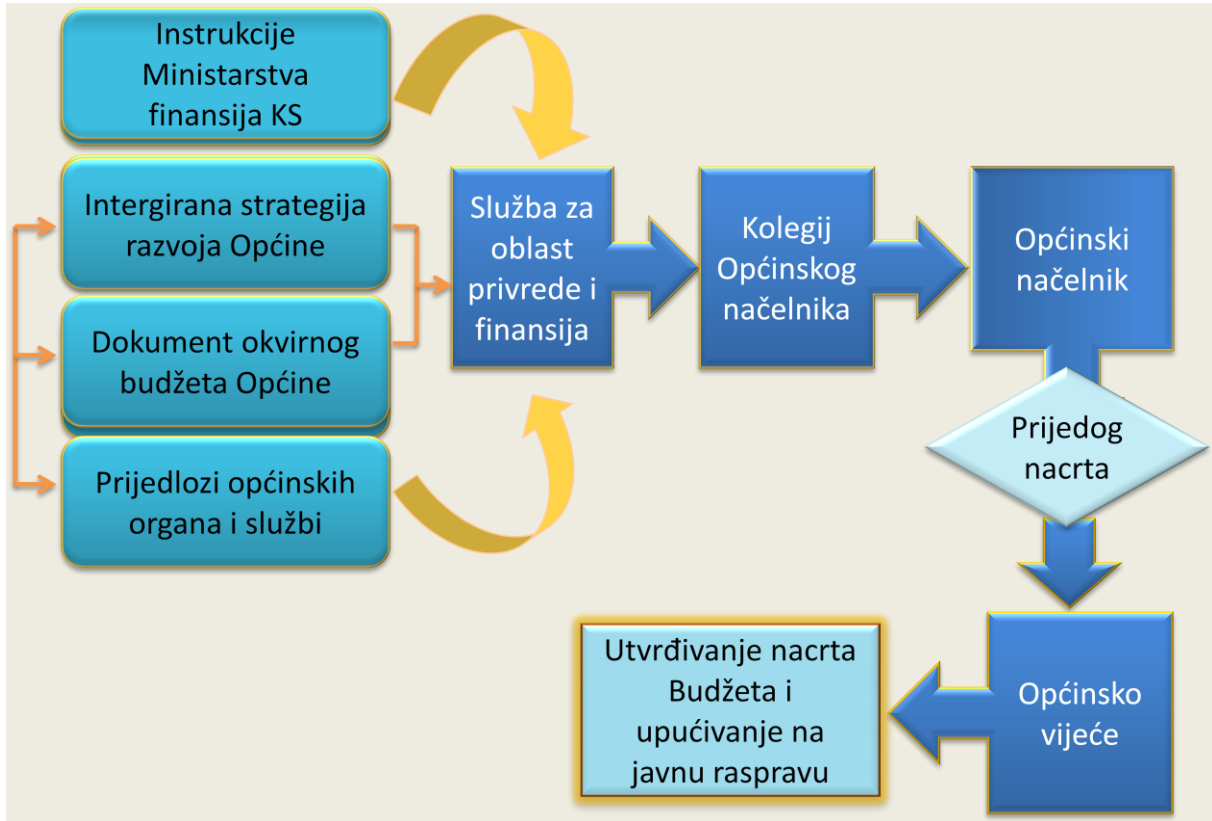 Instrukcije
Ministarstva
finansija KS
Intergirana strategija
razvoja Općine
Dokument okvirnog
budžeta Općine
Prijedlozi općinskih
organa i službi
Služba za
oblast
privrede i
finansija
Kolegij
Općinskog
načelnika
Općinski
načelnik
Prijedog
nacrta
Općinsko
vijeće
Utvrđivanje nacrta
Budžeta i
upućivanje na
javnu raspravu